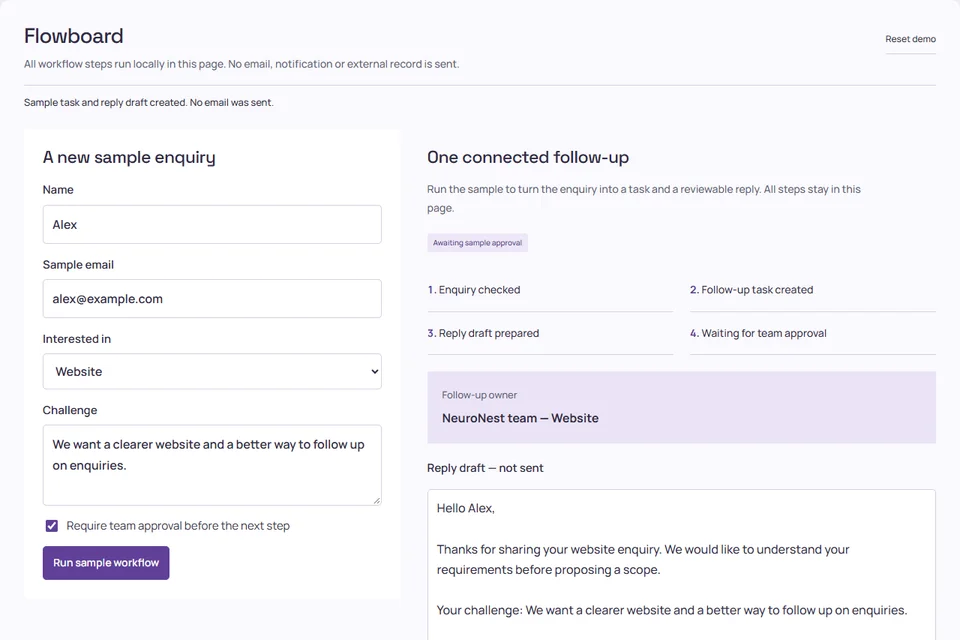 Flowboard
Reset demo
All workflow steps run locally in this page. No email, notification or external record is sent.
Sample task and reply draft created. No email was sent.
A new sample enquiry
Name
Alex
Sample email
alex@example.com
Interested in
Website
Challenge
We want a clearer website and a better way to follow up
on enquiries.
Require team approval before the next step
Run sample workflow
One connected follow-up
Run the sample to turn the enquiry into a task and a reviewable reply. All steps stay in this
page.
Awaiting sample approval
1. Enquiry checked
2. Follow-up task created
3. Reply draft prepared
4. Waiting for team approval
Follow-up owner
NeuroNest team — Website
Reply draft — not sent
Hello Alex,
Thanks for sharing your website enquiry. We would like to understand your
requirements before proposing a scope.
Your challenge: We want a clearer website and a better way to follow up on enquiries.